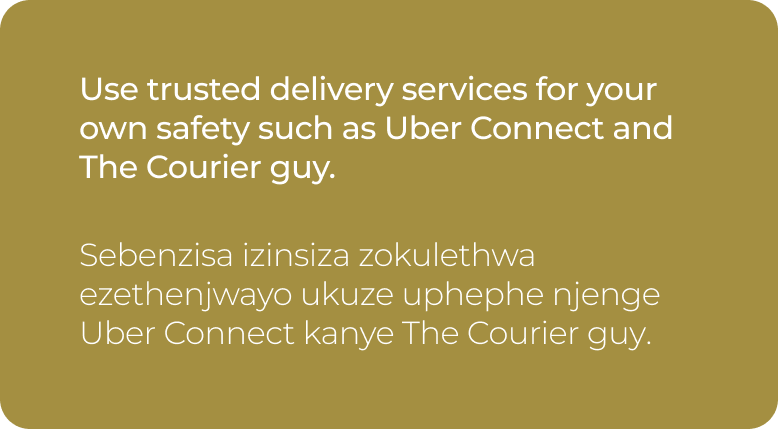 Use trusted delivery services for your
own safety such as Uber Connect and
The Courier guy.
Sebenzisa izinsiza zokulethwa
ezethenjwayo ukuze uphephe njenge
Uber Connect kanye The Courier guy.